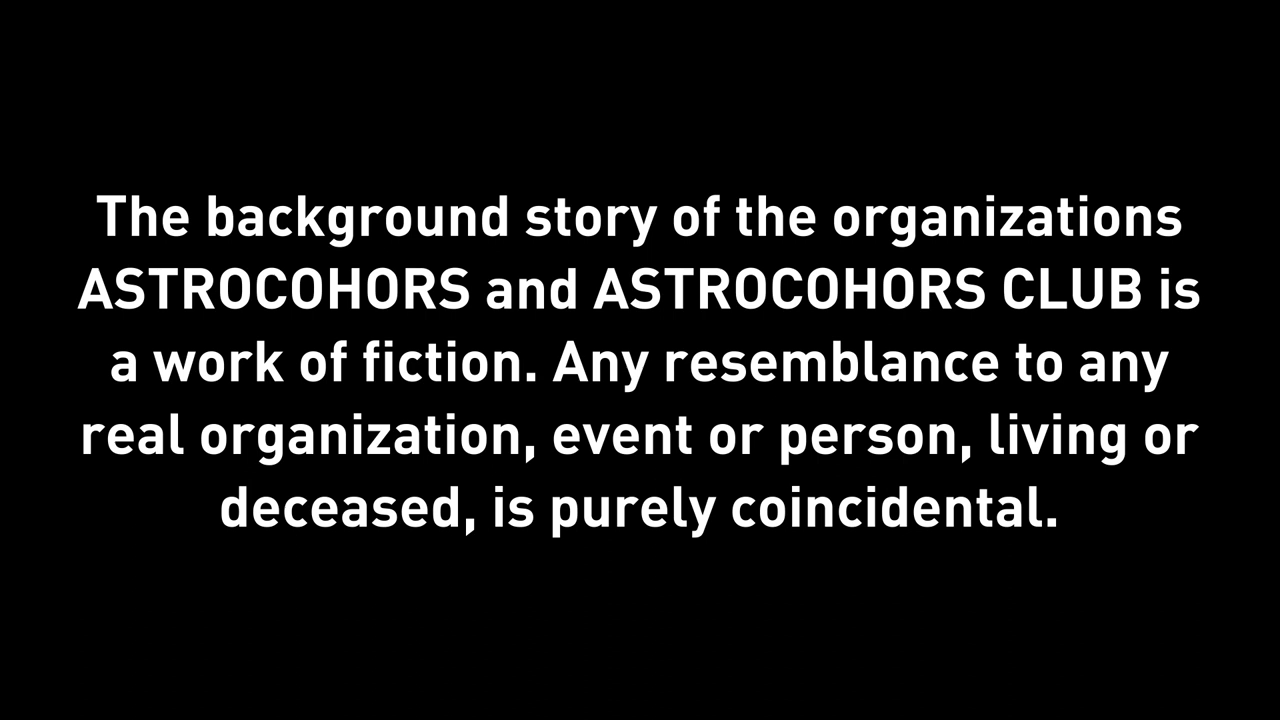 The background story of the organizations
ASTROCOHORS and ASTROCOHORS CLUB is
a work of fiction. Any resemblance to any
real organization, event or person, living or
deceased, is purely coincidental.